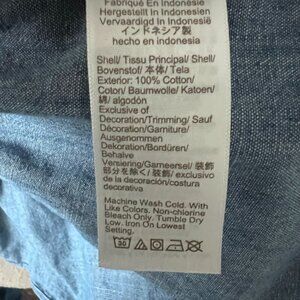 Fabriqué En Indonésie
Hergestellt In Indonesien
Vervaardigd In Indonesië
インドネシア製
hecho en indonesia
Shell/ Tissu Principal/ Shell/
Bovenstof/ 本体/ Tela
Exterior: 100% Cotton/
Coton/ Baumwolle/ Katoen/
綿/ algodón
Exclusive of
Decoration/Trimming/ Sauf
Décoration/Garniture/
Ausgenommen
Dekoration/Bordüren/
Behalve
Versiering/Garneersel/ 装飾
部分を除く/ 装飾/ exclusivo
de la decoración/costura
decorativa
Machine Wash Cold. With
Like Colors. Non-chlorine
Bleach Only. Tumble Dry
Low. Iron On Lowest
Setting.
30